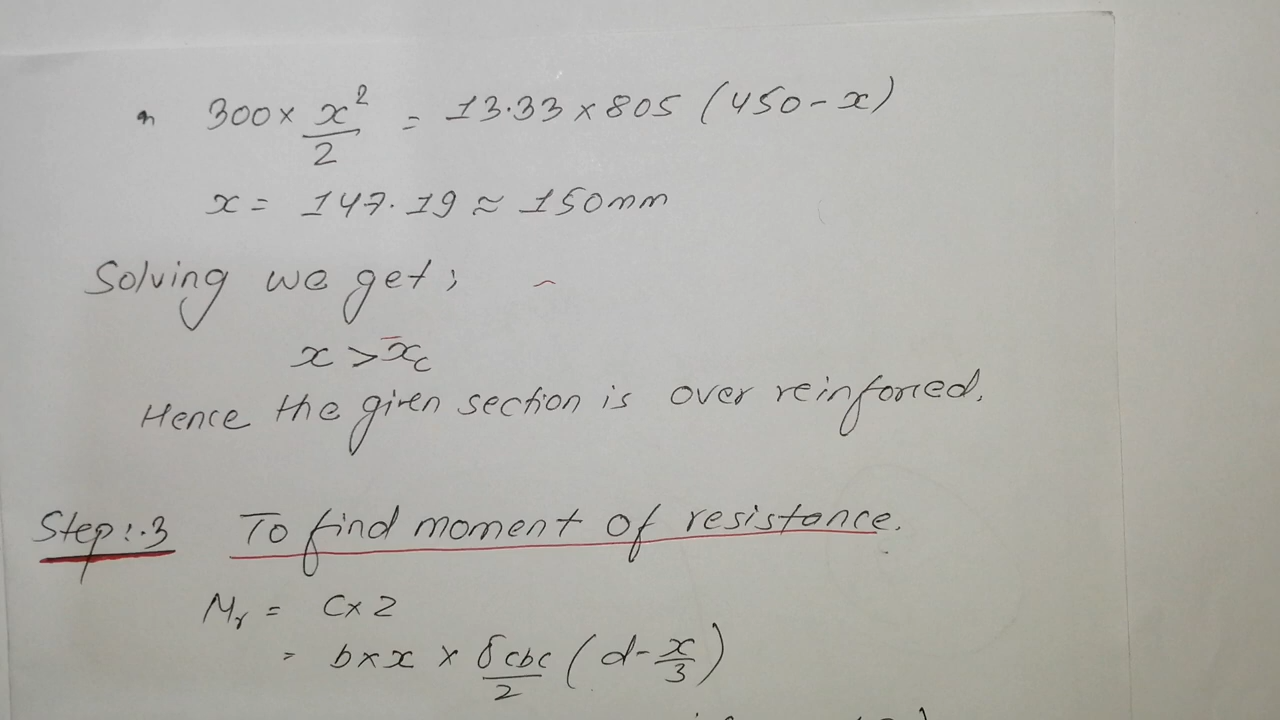 300 × x²/2 = 13.33 × 805 (450 - x)
x = 147.19 ≈ 150mm
Solving we get;
x > xc
Hence the given section is over reinforced.
Step:.3 To find moment of resistance.
Mr = C × z
= b × x × σcbc/2 (d - x/3)